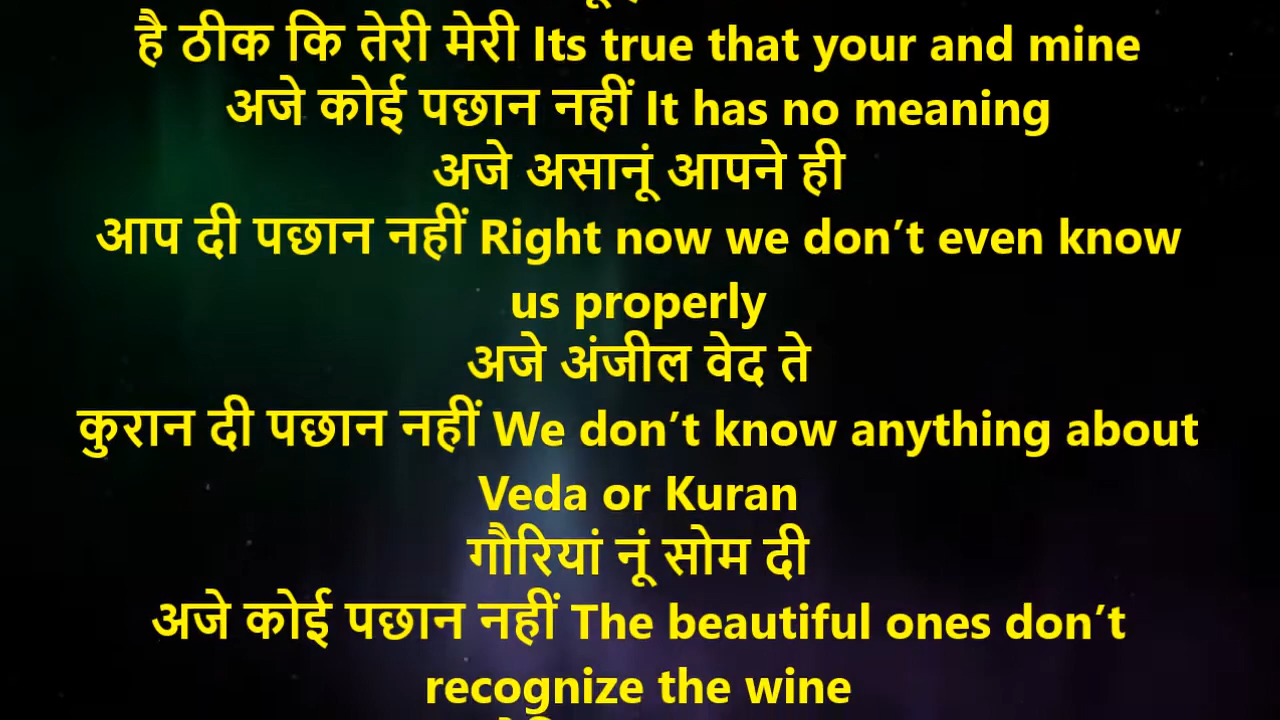 है ठीक कि तेरी मेरी Its true that your and mine
अजे कोई पछान नहीं It has no meaning
अजे असानूं आपने ही
आप दी पछान नहीं Right now we don’t even know
us properly
अजे अंजील वेद ते
कुरान दी पछान नहीं We don’t know anything about
Veda or Kuran
गौरियां नूं सोम दी
अजे कोई पछान नहीं The beautiful ones don’t
recognize the wine